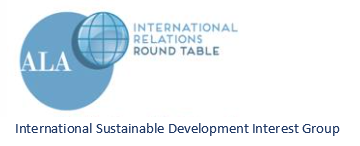 ALA
INTERNATIONAL
RELATIONS
ROUND TABLE
International Sustainable Development Interest Group